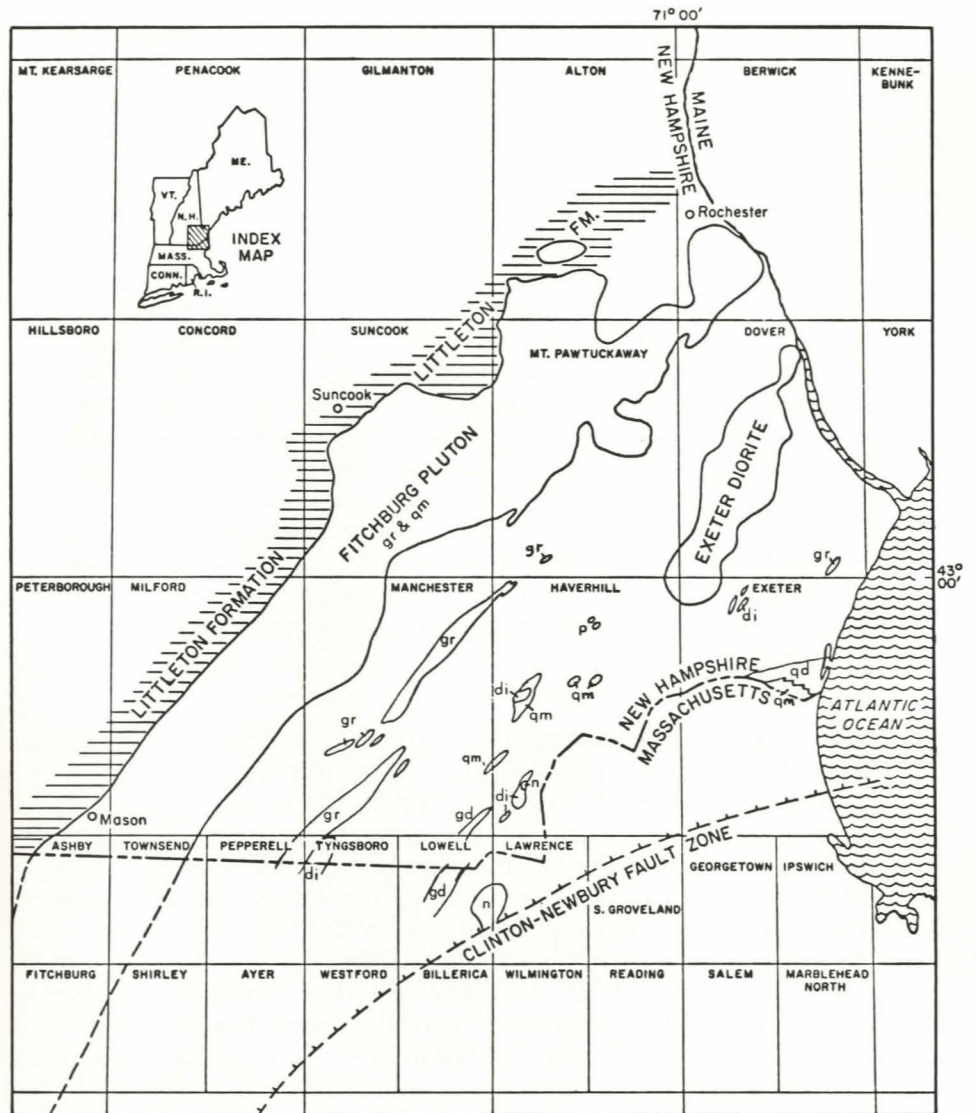 71° 00'
MT. KEARSARGE
PENACOOK
GILMANTON
ALTON
BERWICK
KENNE-
BUNK
NEW HAMPSHIRE
MAINE
ME.
VT.
N.H.
MASS.
CONN.
R.I.
INDEX
MAP
FM.
Rochester
HILLSBORO
CONCORD
SUNCOOK
LITTLETON
MT. PAWTUCKAWAY
DOVER
YORK
Suncook
FITCHBURG PLUTON
gr & qm
EXETER DIORITE
gr
gr
43°
00'
PETERBOROUGH
MILFORD
MANCHESTER
HAVERHILL
EXETER
LITTLETON FORMATION
di
gr
p
NEW HAMPSHIRE
MASSACHUSETTS
qd
qm
di
qm
qm
ATLANTIC
OCEAN
gr
qm
n
di
gr
gd
Mason
ASHBY
TOWNSEND
PEPPERELL
TYNGSBORO
LOWELL
LAWRENCE
GEORGETOWN
IPSWICH
di
gd
n
S. GROVELAND
CLINTON-NEWBURY FAULT ZONE
FITCHBURG
SHIRLEY
AYER
WESTFORD
BILLERICA
WILMINGTON
READING
SALEM
MARBLEHEAD
NORTH